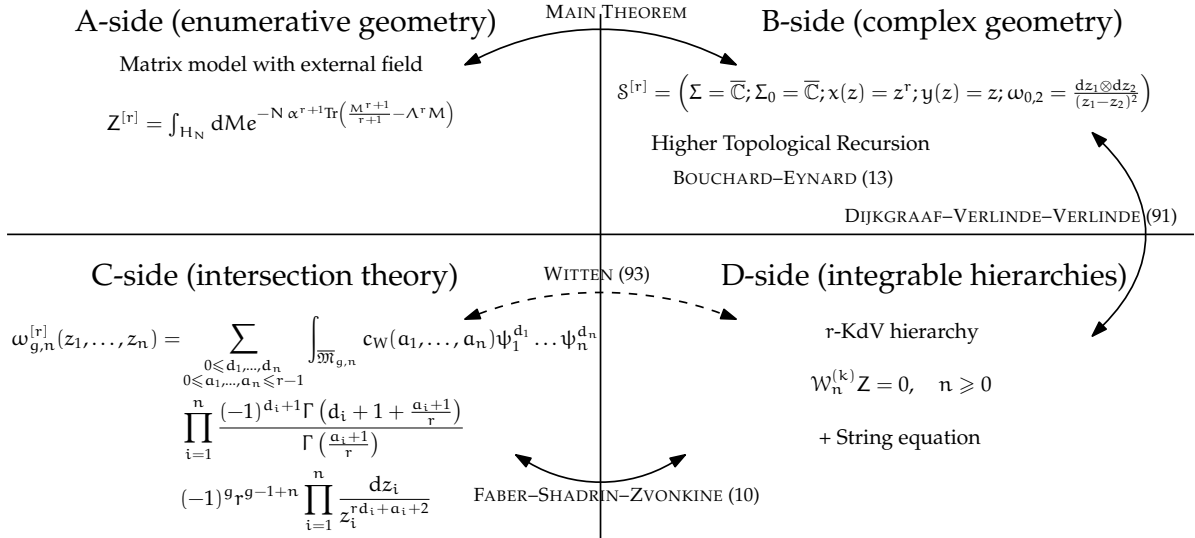 MAIN THEOREM
A-side (enumerative geometry)
Matrix model with external field
Z^{[r]} = ∫_{H_N} dM e^{−N α^{r+1} Tr(M^{r+1}/(r+1) − Λ^r M)}
B-side (complex geometry)
𝒮^{[r]} = (Σ = ℂ̅; Σ_0 = ℂ̅; x(z) = z^r; y(z) = z; ω_{0,2} = (dz_1⊗dz_2)/(z_1−z_2)^2)
Higher Topological Recursion
BOUCHARD–EYNARD (13)
DIJKGRAAF–VERLINDE–VERLINDE (91)
C-side (intersection theory)
ω_{g,n}^{[r]}(z_1, . . . , z_n) = ∑_{0⩽d_1,...,d_n 0⩽a_1,...,a_n⩽r−1} ∫_{𝔐̅_{g,n}} c_W(a_1, . . . , a_n)ψ_1^{d_1} . . . ψ_n^{d_n}
∏_{i=1}^{n} ((−1)^{d_i+1} Γ(d_i + 1 + (a_i+1)/r)) / Γ((a_i+1)/r)
(−1)^g r^{g−1+n} ∏_{i=1}^{n} dz_i / z_i^{rd_i+a_i+2}
WITTEN (93)
D-side (integrable hierarchies)
r-KdV hierarchy
𝒲_n^{(k)} Z = 0, n ⩾ 0
+ String equation
FABER–SHADRIN–ZVONKINE (10)